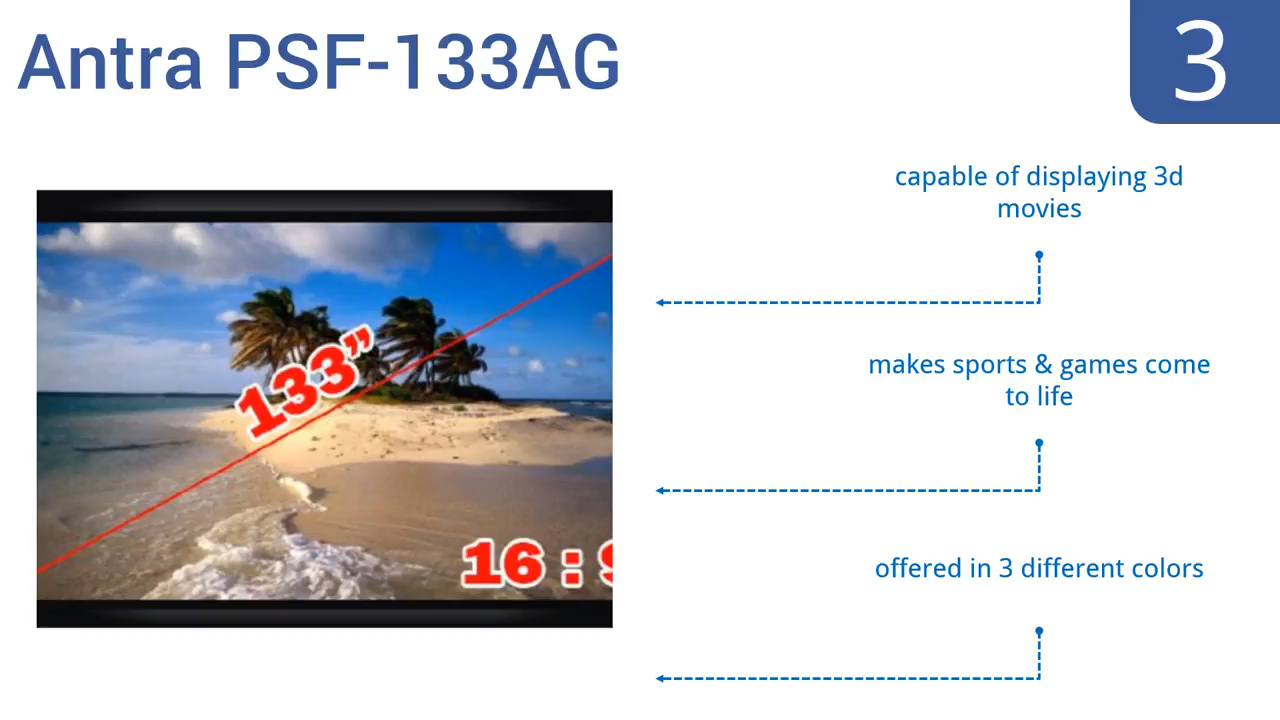 Antra PSF-133AG
3
capable of displaying 3d
movies
133”
makes sports & games come
to life
16 : 9
offered in 3 different colors